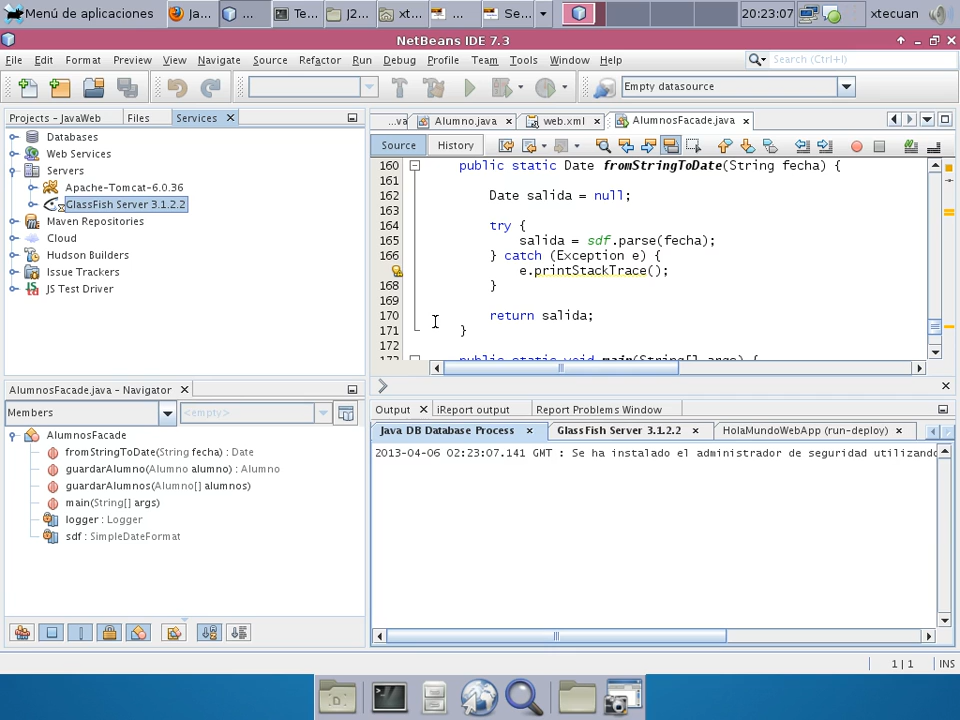 Menú de aplicaciones
Ja...
...
Te...
J2...
xt...
...
Se...
20:23:07
xtecuan
NetBeans IDE 7.3
File Edit Format Preview View Navigate Source Refactor Run Debug Profile Team Tools Window Help
Search (Ctrl+I)
Empty datasource
Projects - JavaWeb
Files
Services
Databases
Web Services
Servers
Apache-Tomcat-6.0.36
GlassFish Server 3.1.2.2
Maven Repositories
Cloud
Hudson Builders
Issue Trackers
JS Test Driver
...va
Alumno.java
web.xml
AlumnosFacade.java
Source
History
160 public static Date fromStringToDate(String fecha) {
161
162 Date salida = null;
163
164 try {
165 salida = sdf.parse(fecha);
166 } catch (Exception e) {
e.printStackTrace();
168 }
169
170 return salida;
171 }
172
173 public static void main(String[] args) {
AlumnosFacade.java - Navigator
Members
<empty>
AlumnosFacade
fromStringToDate(String fecha) : Date
guardarAlumno(Alumno alumno) : Alumno
guardarAlumnos(Alumno[] alumnos)
main(String[] args)
logger : Logger
sdf : SimpleDateFormat
Output
iReport output
Report Problems Window
Java DB Database Process
GlassFish Server 3.1.2.2
HolaMundoWebApp (run-deploy)
2013-04-06 02:23:07.141 GMT : Se ha instalado el administrador de seguridad utilizando
1 | 1
INS